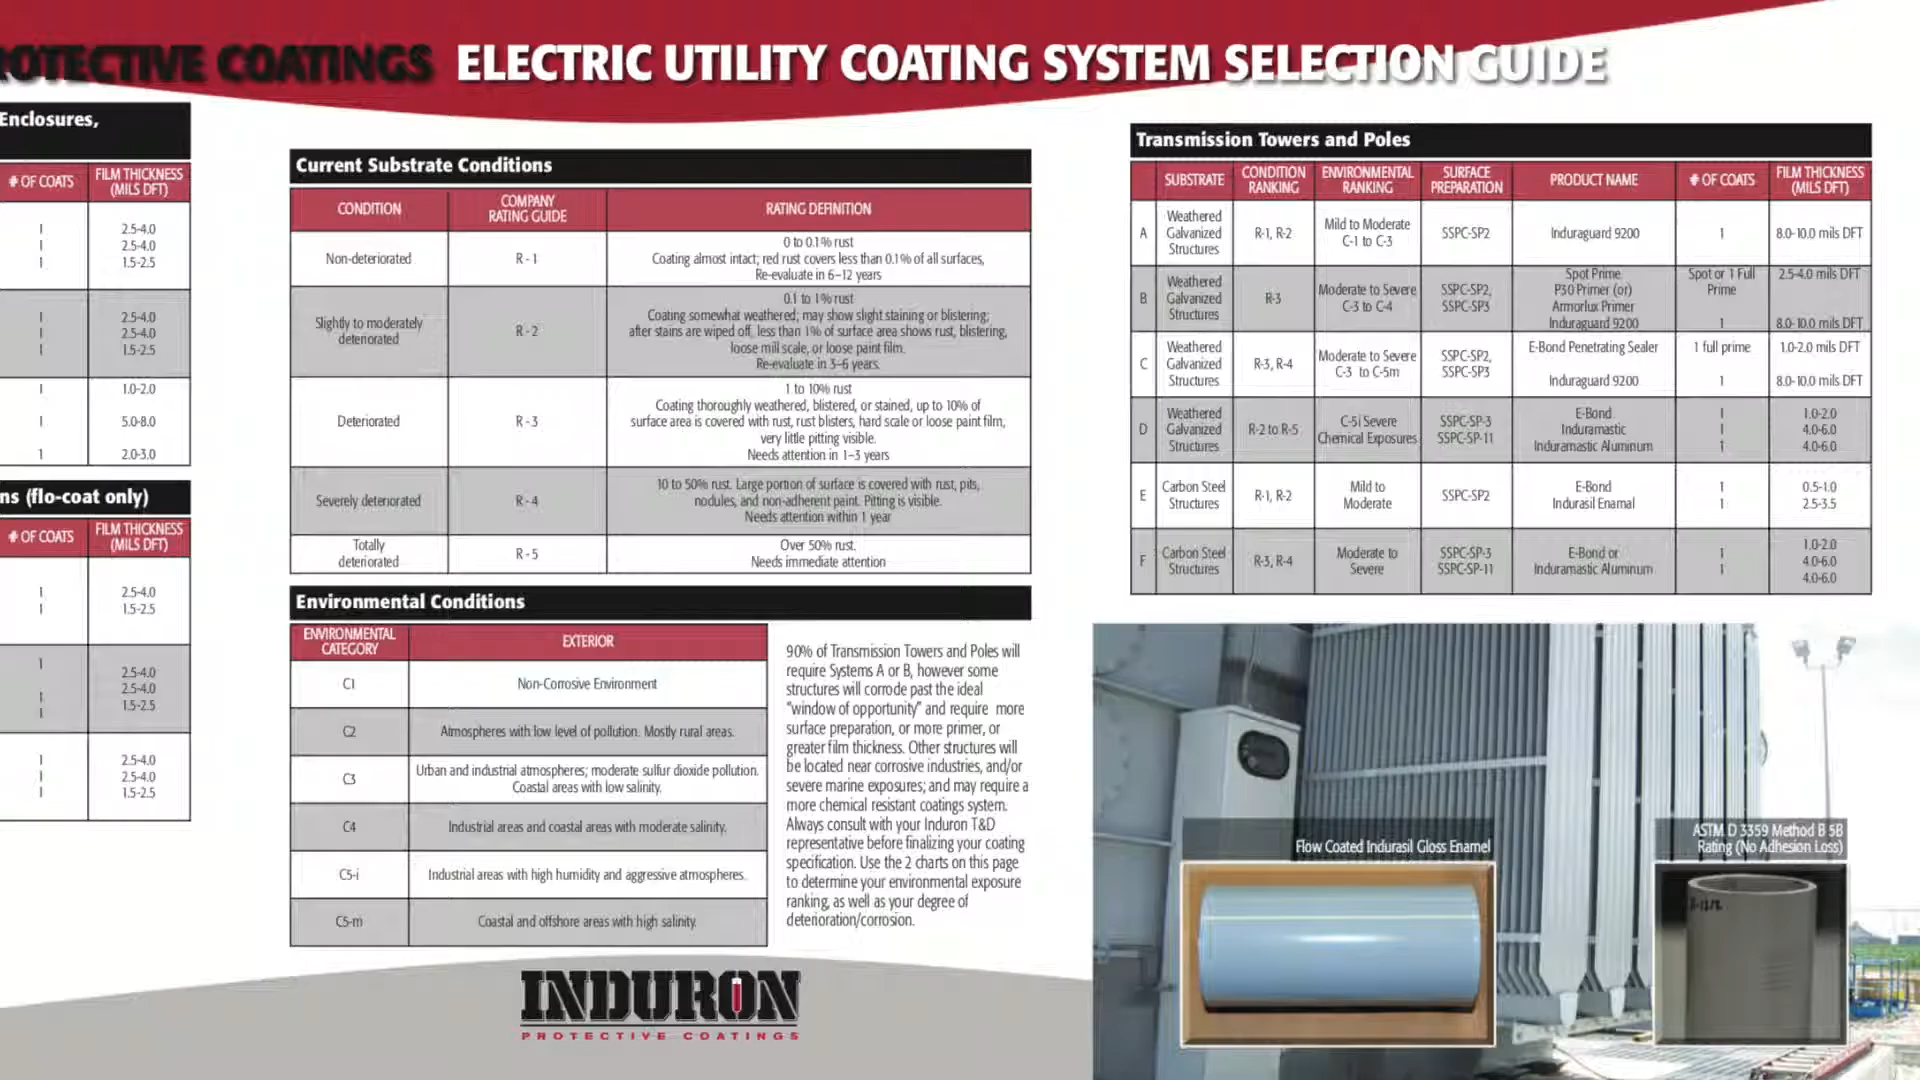 ROTECTIVE COATINGS ELECTRIC UTILITY COATING SYSTEM SELECTION GUIDE
Enclosures,
# OF COATS FILM THICKNESS (MILS DFT)
1 2.5-4.0
1 2.5-4.0
1 1.5-2.5
1 2.5-4.0
1 2.5-4.0
1 1.5-2.5
1 1.0-2.0
1 5.0-8.0
1 2.0-3.0
ns (flo-coat only)
# OF COATS FILM THICKNESS (MILS DFT)
1 2.5-4.0
1 1.5-2.5
1 2.5-4.0
1 2.5-4.0
1 1.5-2.5
1 2.5-4.0
1 2.5-4.0
1 1.5-2.5
Current Substrate Conditions
CONDITION COMPANY RATING GUIDE RATING DEFINITION
Non-deteriorated R - 1
0 to 0.1% rust
Coating almost intact; red rust covers less than 0.1% of all surfaces,
Re-evaluate in 6–12 years
Slightly to moderately deteriorated R - 2
0.1 to 1% rust
Coating somewhat weathered; may show slight staining or blistering;
after stains are wiped off, less than 1% of surface area shows rust, blistering,
loose mill scale, or loose paint film.
Re-evaluate in 3–6 years.
Deteriorated R - 3
1 to 10% rust
Coating thoroughly weathered, blistered, or stained, up to 10% of
surface area is covered with rust, rust blisters, hard scale or loose paint film,
very little pitting visible.
Needs attention in 1–3 years
Severely deteriorated R - 4
10 to 50% rust. Large portion of surface is covered with rust, pits,
nodules, and non-adherent paint. Pitting is visible.
Needs attention within 1 year
Totally deteriorated R - 5
Over 50% rust.
Needs immediate attention
Environmental Conditions
ENVIRONMENTAL CATEGORY EXTERIOR
C1 Non-Corrosive Environment
C2 Atmospheres with low level of pollution. Mostly rural areas.
C3 Urban and industrial atmospheres; moderate sulfur dioxide pollution.
Coastal areas with low salinity.
C4 Industrial areas and coastal areas with moderate salinity.
C5-i Industrial areas with high humidity and aggressive atmospheres.
C5-m Coastal and offshore areas with high salinity.
90% of Transmission Towers and Poles will
require Systems A or B, however some
structures will corrode past the ideal
"window of opportunity" and require more
surface preparation, or more primer, or
greater film thickness. Other structures will
be located near corrosive industries, and/or
severe marine exposures; and may require a
more chemical resistant coatings system.
Always consult with your Induron T&D
representative before finalizing your coating
specification. Use the 2 charts on this page
to determine your environmental exposure
ranking, as well as your degree of
deterioration/corrosion.
INDURON
PROTECTIVE COATINGS
Transmission Towers and Poles
SUBSTRATE CONDITION RANKING ENVIRONMENTAL RANKING SURFACE PREPARATION PRODUCT NAME # OF COATS FILM THICKNESS (MILS DFT)
A Weathered Galvanized Structures R-1, R-2 Mild to Moderate C-1 to C-3 SSPC-SP2 Induraguard 9200 1 8.0-10.0 mils DFT
B Weathered Galvanized Structures R-3 Moderate to Severe C-3 to C-4 SSPC-SP2, SSPC-SP3
Spot Prime Spot or 1 Full Prime 2.5-4.0 mils DFT
P30 Primer (or)
Armorlux Primer
Induraguard 9200 1 8.0-10.0 mils DFT
C Weathered Galvanized Structures R-3, R-4 Moderate to Severe C-3 to C-5m SSPC-SP2, SSPC-SP3
E-Bond Penetrating Sealer 1 full prime 1.0-2.0 mils DFT
Induraguard 9200 1 8.0-10.0 mils DFT
D Weathered Galvanized Structures R-2 to R-5 C-5i Severe Chemical Exposures SSPC-SP-3 SSPC-SP-11
E-Bond 1 1.0-2.0
Induramastic 1 4.0-6.0
Induramastic Aluminum 1 4.0-6.0
E Carbon Steel Structures R-1, R-2 Mild to Moderate SSPC-SP2
E-Bond 1 0.5-1.0
Indurasil Enamal 1 2.5-3.5
F Carbon Steel Structures R-3, R-4 Moderate to Severe SSPC-SP-3 SSPC-SP-11
E-Bond or 1 1.0-2.0
Induramastic Aluminum 1 4.0-6.0
4.0-6.0
Flow Coated Indurasil Gloss Enamel
ASTM D 3359 Method B 5B
Rating (No Adhesion Loss)